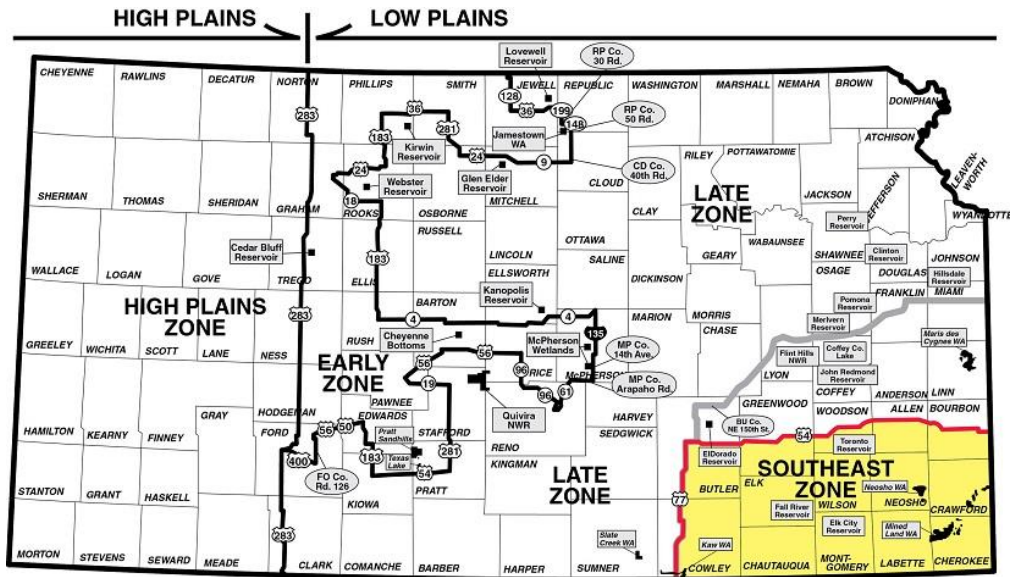 HIGH PLAINS
LOW PLAINS
Lovewell
Reservoir
RP Co.
30 Rd.
CHEYENNE
RAWLINS
DECATUR
NORTON
PHILLIPS
SMITH
JEWELL
REPUBLIC
WASHINGTON
MARSHALL
NEMAHA
BROWN
DONIPHAN
128
36
199
148
RP Co.
50 Rd.
283
36
183
281
Kirwin
Reservoir
Jamestown
WA
ATCHISON
24
9
24
Webster
Reservoir
Glen Elder
Reservoir
CD Co.
40th Rd.
CLOUD
RILEY
POTTAWATOMIE
LATE
ZONE
JACKSON
JEFFERSON
LEAVEN-
WORTH
WYANDOTTE
SHERMAN
THOMAS
SHERIDAN
GRAHAM
18
ROOKS
OSBORNE
MITCHELL
CLAY
Perry
Reservoir
RUSSELL
OTTAWA
WABAUNSEE
SHAWNEE
Clinton
Reservoir
JOHNSON
Cedar Bluff
Reservoir
183
LINCOLN
SALINE
GEARY
OSAGE
DOUGLAS
Hillsdale
Reservoir
WALLACE
LOGAN
GOVE
TREGO
ELLIS
ELLSWORTH
DICKINSON
FRANKLIN
MIAMI
Kanopolis
Reservoir
Pomona
Reservoir
HIGH PLAINS
ZONE
283
BARTON
4
4
MARION
MORRIS
CHASE
Merlvern
Reservoir
GREELEY
WICHITA
SCOTT
LANE
NESS
RUSH
Cheyenne
Bottoms
McPherson
Wetlands
135
MP Co.
14th Ave.
Flint Hills
NWR
Coffey Co.
Lake
Maris des
Cygnes WA
EARLY
ZONE
56
56
96
RICE
McPHERSON
MP Co.
Arapaho Rd.
LYON
John Redmond
Reservoir
19
96
61
COFFEY
ANDERSON
LINN
HAMILTON
KEARNY
FINNEY
GRAY
HODGEMAN
PAWNEE
Quivira
NWR
HARVEY
GREENWOOD
WOODSON
ALLEN
BOURBON
FORD
EDWARDS
STAFFORD
RENO
SEDGWICK
BU Co.
NE 150th St.
54
56
50
Pratt
Sandhills
Texas
Lake
281
KINGMAN
ElDorado
Reservoir
Toronto
Reservoir
400
183
54
FO Co.
Rd. 126
PRATT
LATE
ZONE
SOUTHEAST
ZONE
STANTON
GRANT
HASKELL
KIOWA
77
BUTLER
ELK
WILSON
Neosho WA
NEOSHO
CRAWFORD
Fall River
Reservoir
283
Slate
Creek WA
Kaw WA
Elk City
Reservoir
Mined
Land WA
MORTON
STEVENS
SEWARD
MEADE
CLARK
COMANCHE
BARBER
HARPER
SUMNER
COWLEY
CHAUTAUQUA
MONT-
GOMERY
LABETTE
CHEROKEE